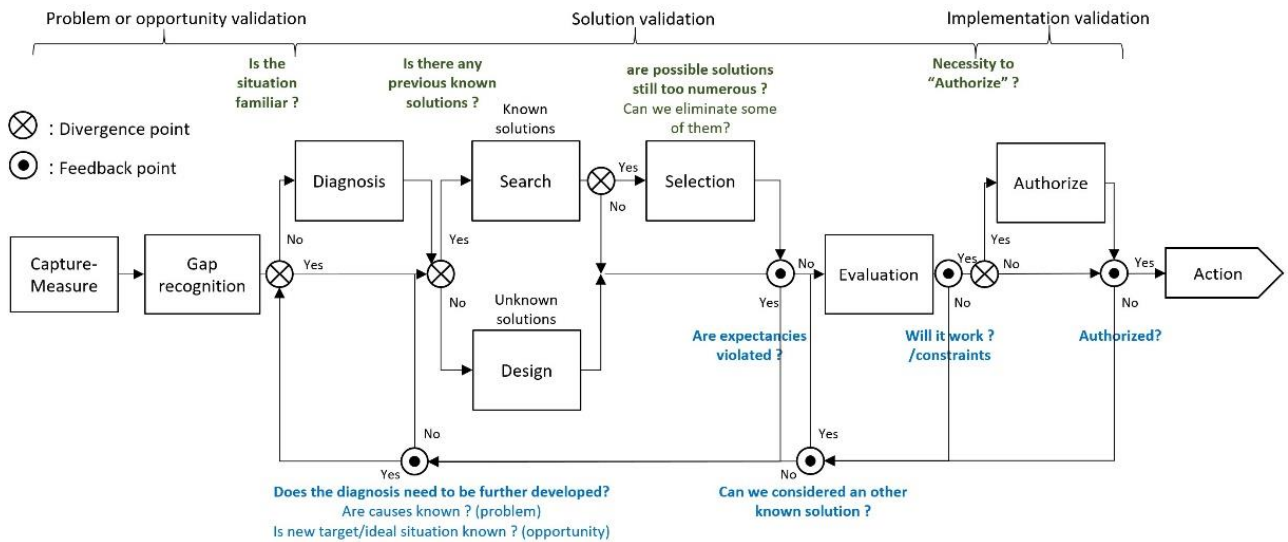 Problem or opportunity validation
Solution validation
Implementation validation
Is the
situation
familiar ?
Is there any
previous known
solutions ?
are possible solutions
still too numerous ?
Can we eliminate some
of them?
Necessity to
“Authorize” ?
: Divergence point
: Feedback point
Known
solutions
Diagnosis
Search
Yes
No
Selection
Authorize
No
Yes
Yes
No
Capture-
Measure
Gap
recognition
Yes
No
Unknown
solutions
Design
No
Yes
Evaluation
Yes
No
No
Yes
No
Action
Are expectancies
violated ?
Will it work ?
/constraints
Authorized?
No
Yes
Yes
No
Does the diagnosis need to be further developed?
Are causes known ? (problem)
Is new target/ideal situation known ? (opportunity)
Can we considered an other
known solution ?